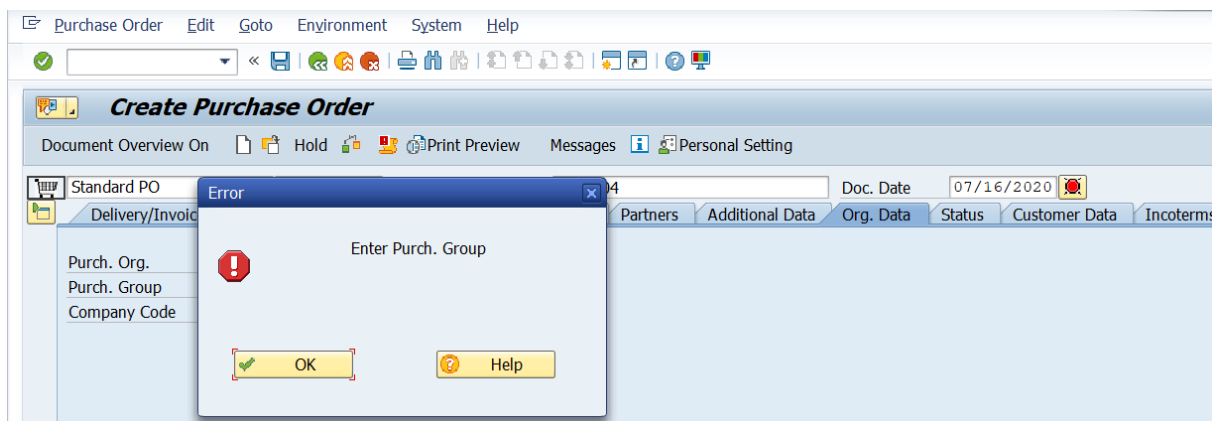 Purchase Order Edit Goto Environment System Help
Create Purchase Order
Document Overview On Hold Print Preview Messages Personal Setting
Standard PO 04 Doc. Date 07/16/2020
Error
Delivery/Invoic Partners Additional Data Org. Data Status Customer Data Incoterms
Enter Purch. Group
Purch. Org.
Purch. Group
Company Code
OK Help